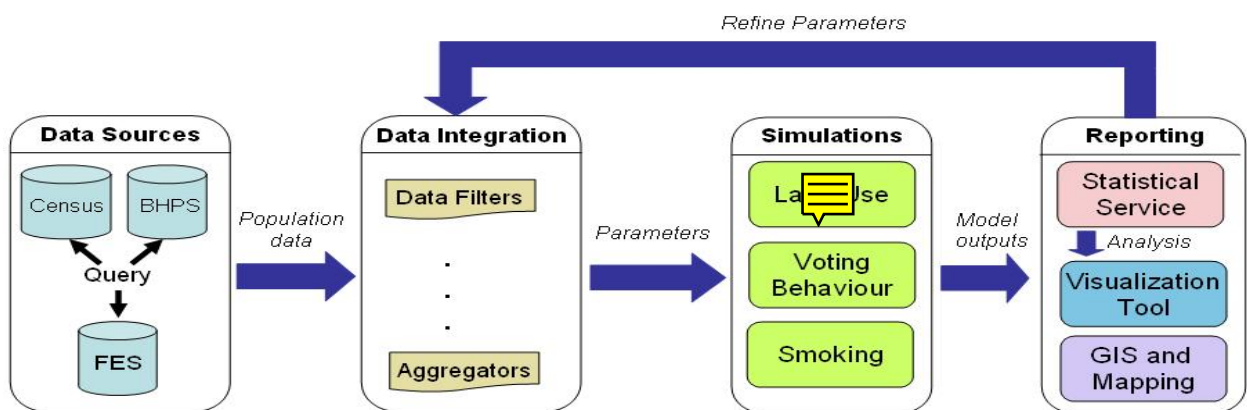 Refine Parameters
Data Sources
Census
BHPS
Query
FES
Population
data
Data Integration
Data Filters
.
.
.
Aggregators
Parameters
Simulations
Use
Voting
Behaviour
Smoking
Model
outputs
Reporting
Statistical
Service
Analysis
Visualization
Tool
GIS and
Mapping